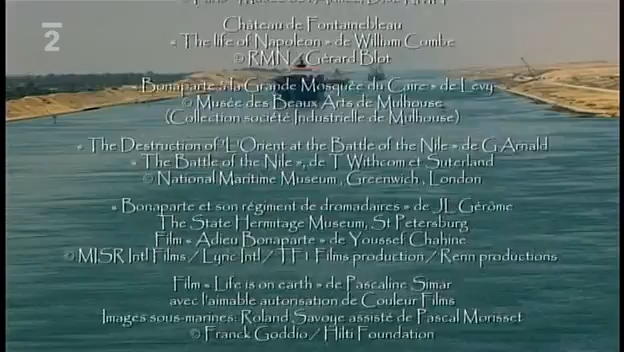 2
Château de Fontainebleau
« The life of Napoleon » de William Combe
© RMN / Gérard Blot
« Bonaparte à la Grande Mosquée du Caire » de Levy
© Musée des Beaux Arts de Mulhouse
(Collection société Industrielle de Mulhouse)
« The Destruction of 'L'Orient at the Battle of the Nile » de G Arnald
« The Battle of the Nile », de T Withcom et Suterland
© National Maritime Museum , Greenwich , London
« Bonaparte et son régiment de dromadaires » de JL Gérôme
The State Hermitage Museum, St Petersburg
Film « Adieu Bonaparte » de Youssef Chahine
© MISR Intl Films / Lyric Intl / TF1 Films production / Renn productions
Film « Life is on earth » de Pascaline Simar
avec l'aimable autorisation de Couleur Films
Images sous-marines: Roland Savoye assisté de Pascal Morisset
© Franck Goddio / Hilti Foundation